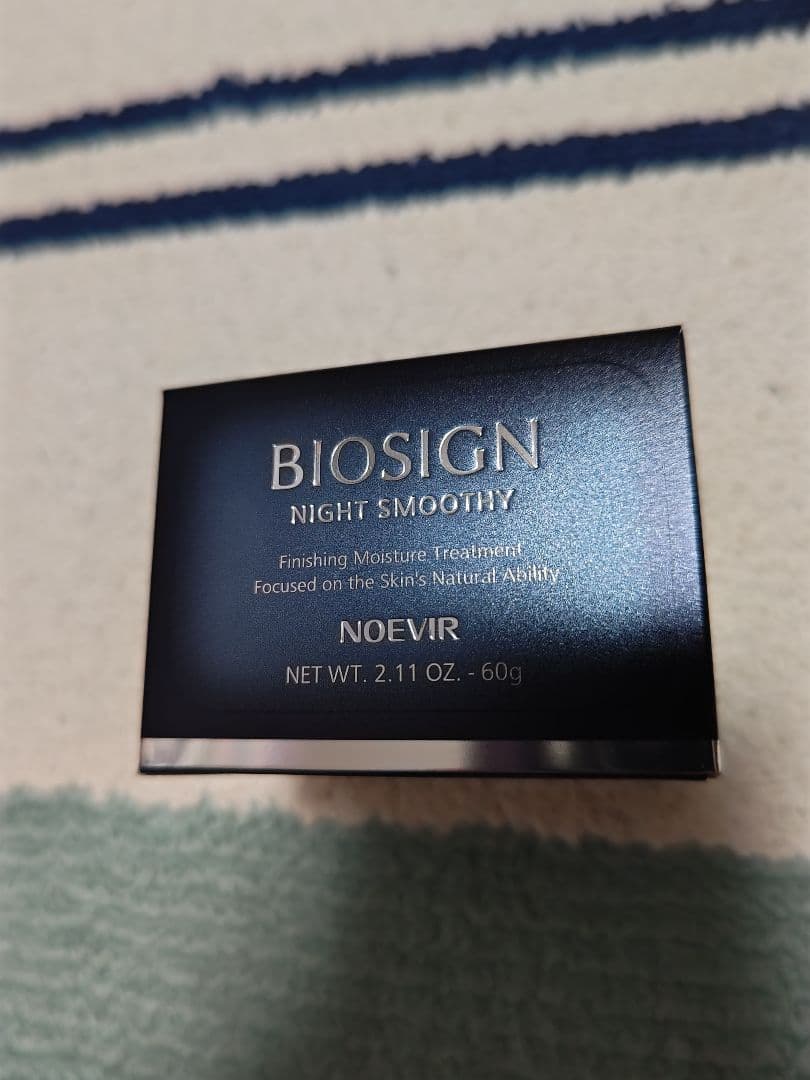 BIOSIGN
NIGHT SMOOTHY
Finishing Moisture Treatment
Focused on the Skin's Natural Ability
NOEVIR
NET WT. 2.11 OZ. - 60g